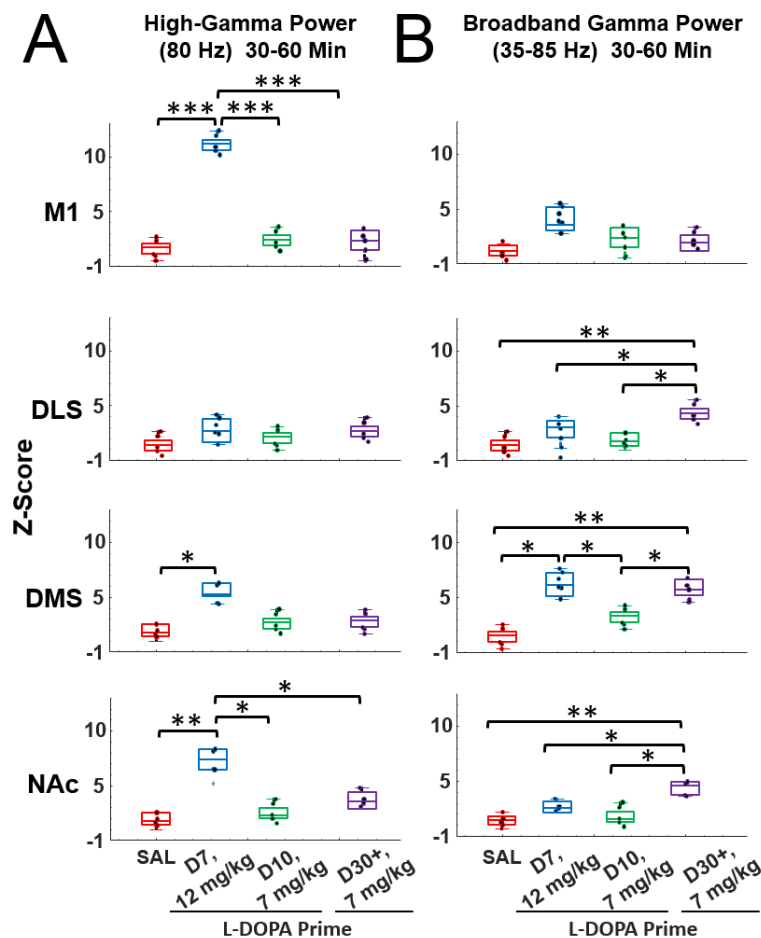 A
High-Gamma Power
(80 Hz) 30-60 Min
B
Broadband Gamma Power
(35-85 Hz) 30-60 Min
Z-Score
M1
10
5
-1
***
***
***
10
5
-1
DLS
10
5
-1
10
5
-1
**
*
*
DMS
10
5
-1
*
10
5
-1
**
*
*
*
NAc
10
5
-1
**
*
*
10
5
-1
**
*
*
SAL
D7,
12 mg/kg
D10,
7 mg/kg
D30+,
7 mg/kg
L-DOPA Prime
SAL
D7,
12 mg/kg
D10,
7 mg/kg
D30+,
7 mg/kg
L-DOPA Prime